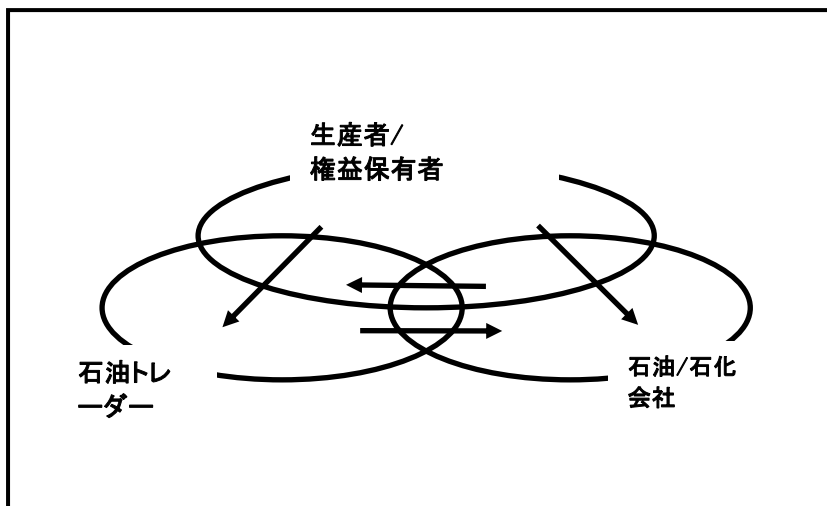 生産者/
権益保有者
石油トレ
ーダー
石油/石化
会社